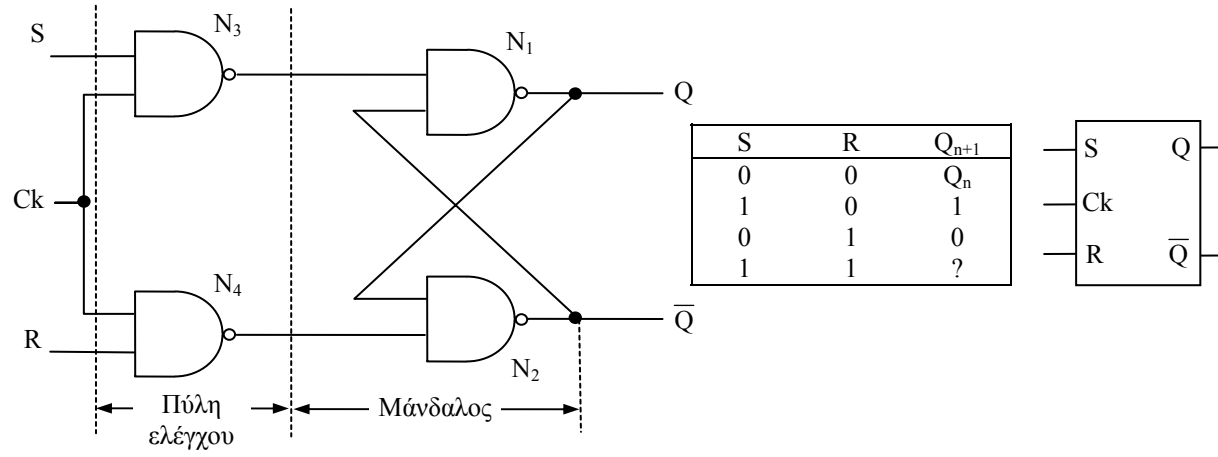 S
N₃
N₁
Q
Ck
N₄
R
N₂
Q̅
Πύλη
ελέγχου
Μάνδαλος
S R Qₙ₊₁
0 0 Qₙ
1 0 1
0 1 0
1 1 ?
S Q
Ck
R Q̅